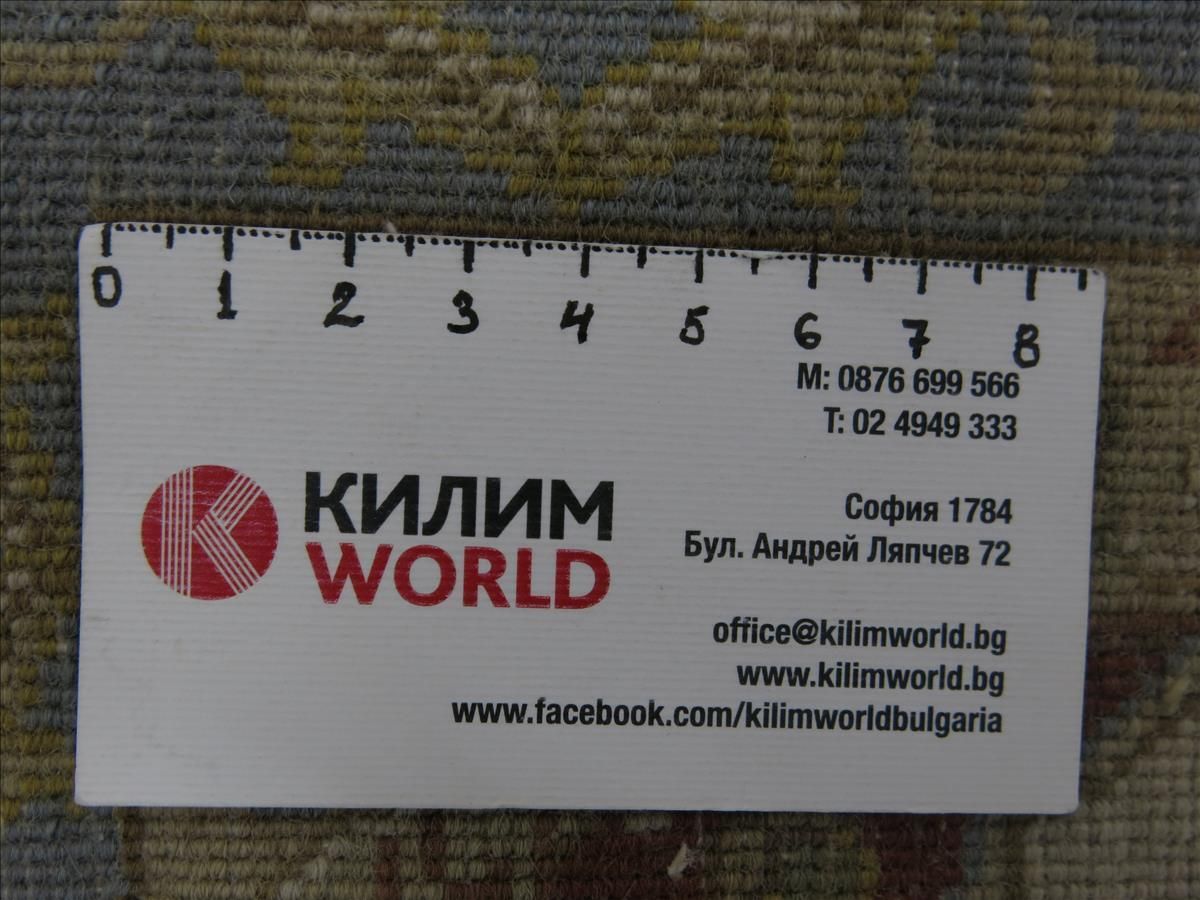 0 1 2 3 4 5 6 7 8
М: 0876 699 566
Т: 02 4949 333
КИЛИМ
WORLD
София 1784
Бул. Андрей Ляпчев 72
office@kilimworld.bg
www.kilimworld.bg
www.facebook.com/kilimworldbulgaria